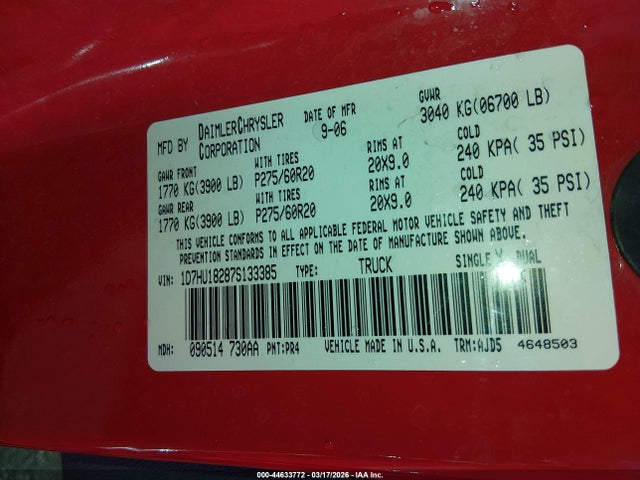 MFD BY DAIMLERCHRYSLER CORPORATION
DATE OF MFR 9-06
GVWR 3040 KG(06700 LB)
GAWR FRONT 1770 KG(3900 LB)
WITH TIRES P275/60R20
RIMS AT 20X9.0
COLD 240 KPA( 35 PSI)
GAWR REAR 1770 KG(3900 LB)
WITH TIRES P275/60R20
RIMS AT 20X9.0
COLD 240 KPA( 35 PSI)
THIS VEHICLE CONFORMS TO ALL APPLICABLE FEDERAL MOTOR VEHICLE SAFETY AND THEFT
PREVENTION STANDARDS IN EFFECT ON THE DATE OF MANUFACTURE SHOWN ABOVE.
VIN: 1D7HU18287S133385 TYPE: TRUCK SINGLE X DUAL
MDH: 090514 730AA PNT:PR4 VEHICLE MADE IN U.S.A. TRM:AJD5 4648503
000-44633772 - 03/17/2026 - IAA Inc.